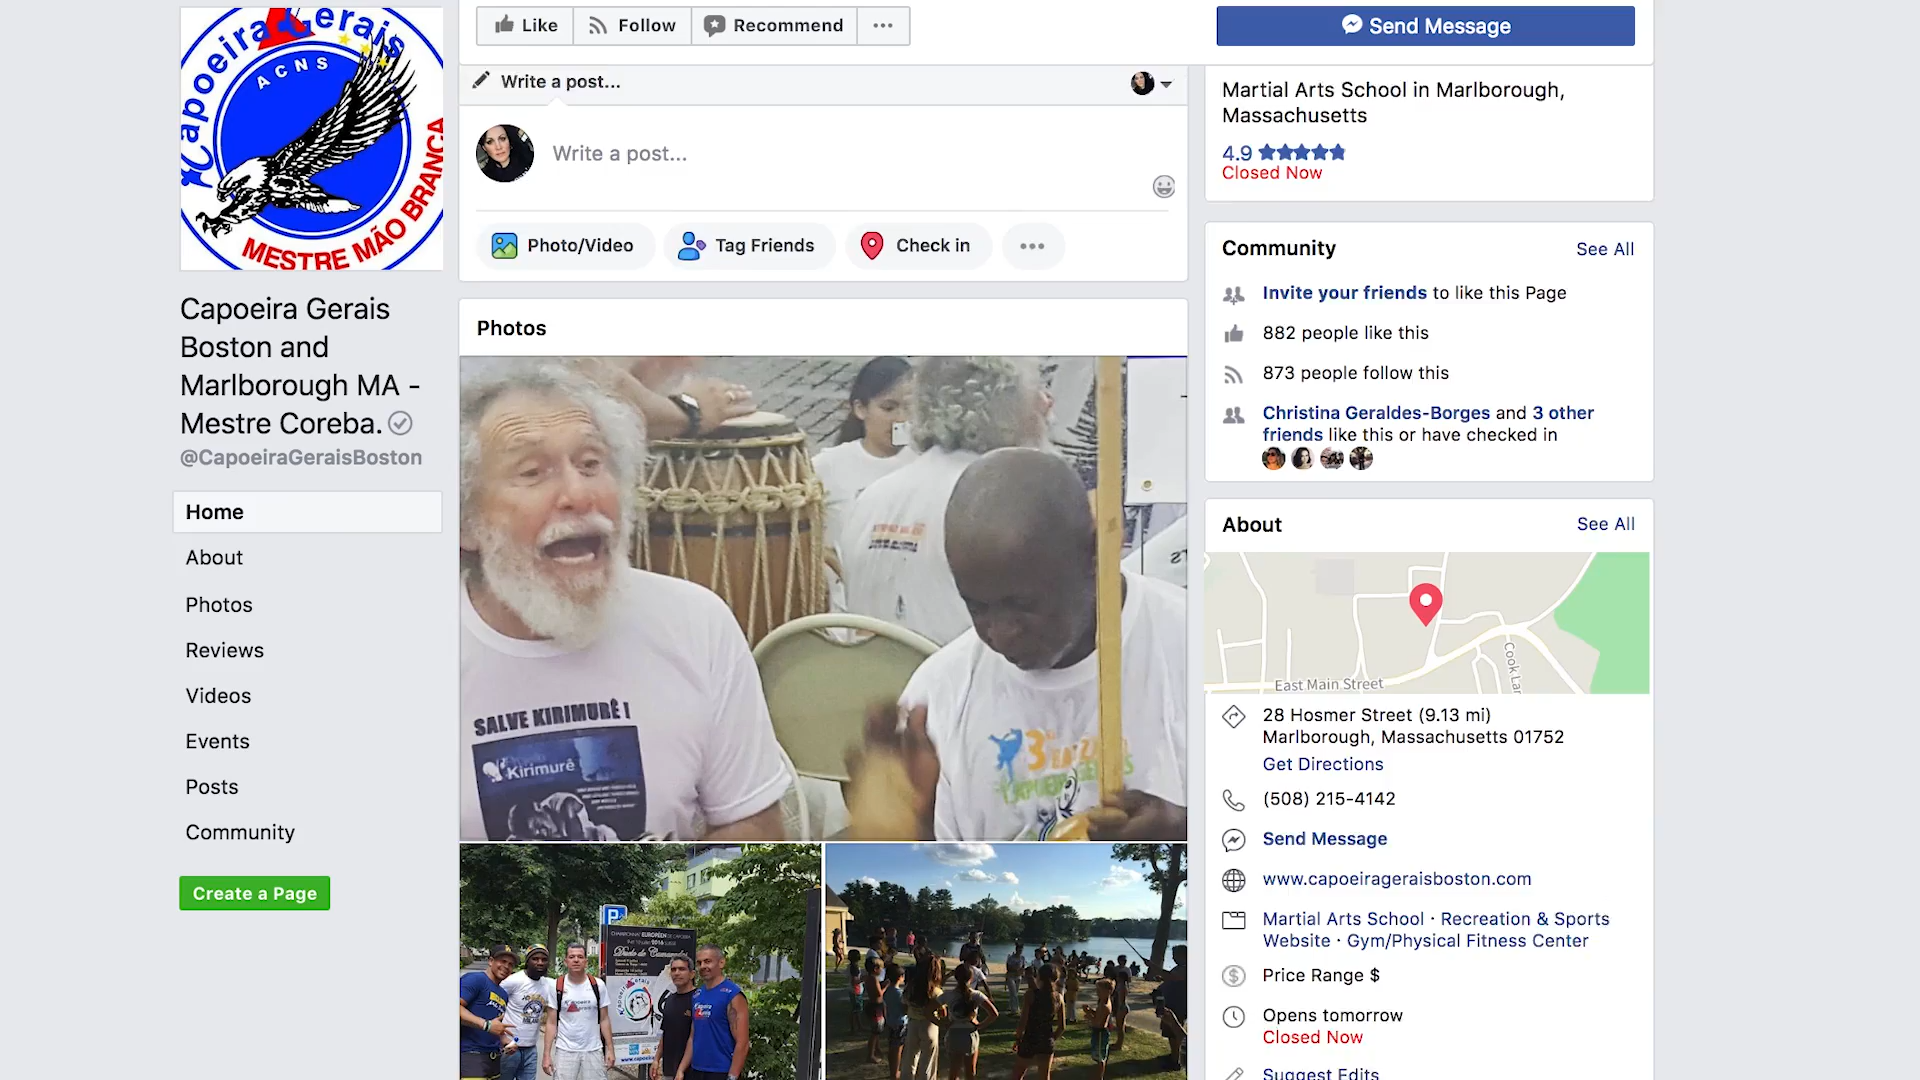 Capoeira Gerais
ACNS
MESTRE MÃO BRANCA
Capoeira Gerais
Boston and
Marlborough MA -
Mestre Coreba.
@CapoeiraGeraisBoston
Home
About
Photos
Reviews
Videos
Events
Posts
Community
Create a Page
Like
Follow
Recommend
Send Message
Write a post...
Write a post...
Photo/Video
Tag Friends
Check in
Photos
SALVE KIRIMURÊ !
Kirimurê
3
P
CHAMPIONNAT EUROPÉEN DE CAPOEIRA
Martial Arts School in Marlborough,
Massachusetts
4.9
Closed Now
Community
See All
Invite your friends to like this Page
882 people like this
873 people follow this
Christina Geraldes-Borges and 3 other
friends like this or have checked in
About
See All
East Main Street
Cook La
28 Hosmer Street (9.13 mi)
Marlborough, Massachusetts 01752
Get Directions
(508) 215-4142
Send Message
www.capoeirageraisboston.com
Martial Arts School · Recreation & Sports
Website · Gym/Physical Fitness Center
Price Range $
Opens tomorrow
Closed Now
Suggest Edits